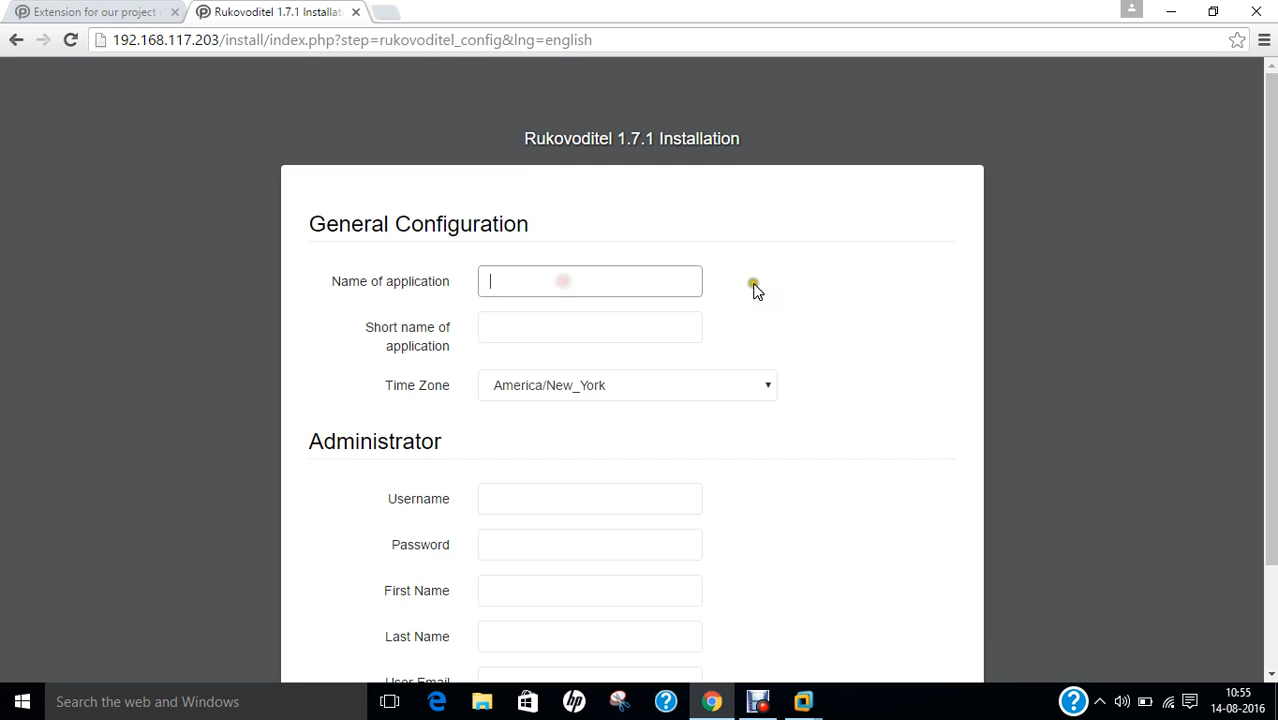 Extension for our project
Rukovoditel 1.7.1 Installat
192.168.117.203/install/index.php?step=rukovoditel_config&lng=english
Rukovoditel 1.7.1 Installation
General Configuration
Name of application
Short name of
application
Time Zone
America/New_York
Administrator
Username
Password
First Name
Last Name
User Email
Search the web and Windows
10:55
14-08-2016